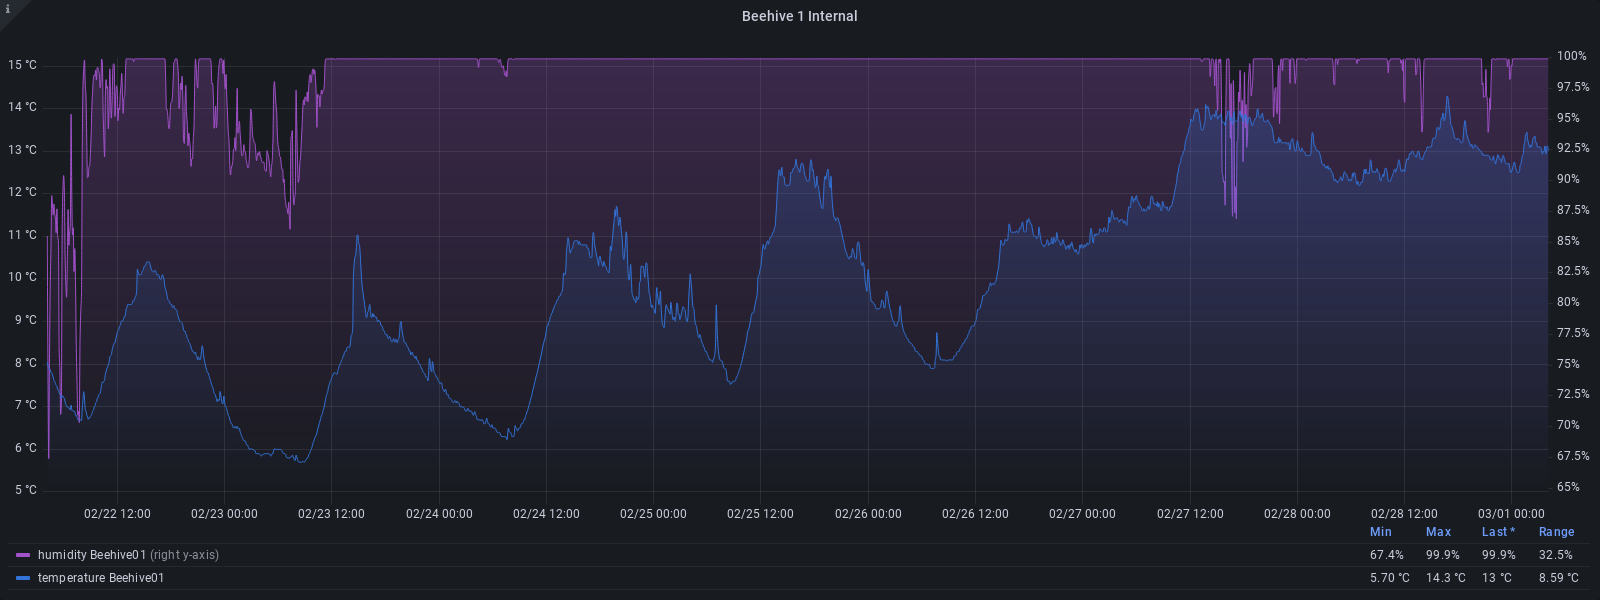 i
Beehive 1 Internal
15 °C
14 °C
13 °C
12 °C
11 °C
10 °C
9 °C
8 °C
7 °C
6 °C
5 °C
100%
97.5%
95%
92.5%
90%
87.5%
85%
82.5%
80%
77.5%
75%
72.5%
70%
67.5%
65%
02/22 12:00 02/23 00:00 02/23 12:00 02/24 00:00 02/24 12:00 02/25 00:00 02/25 12:00 02/26 00:00 02/26 12:00 02/27 00:00 02/27 12:00 02/28 00:00 02/28 12:00 03/01 00:00
Min Max Last * Range
humidity Beehive01 (right y-axis) 67.4% 99.9% 99.9% 32.5%
temperature Beehive01 5.70 °C 14.3 °C 13 °C 8.59 °C